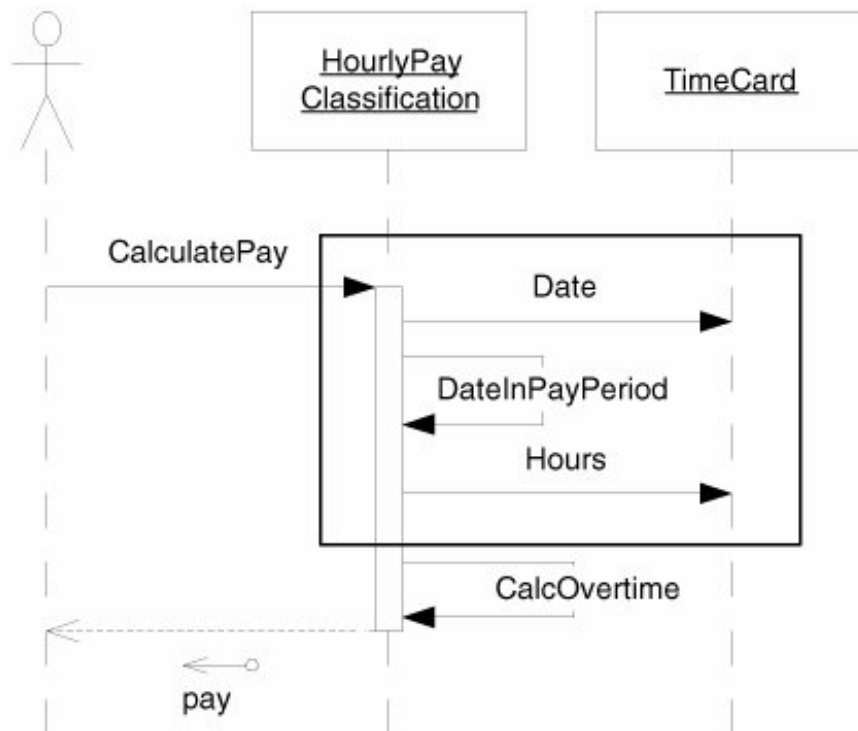 HourlyPay
Classification
TimeCard
CalculatePay
Date
DateInPayPeriod
Hours
CalcOvertime
pay